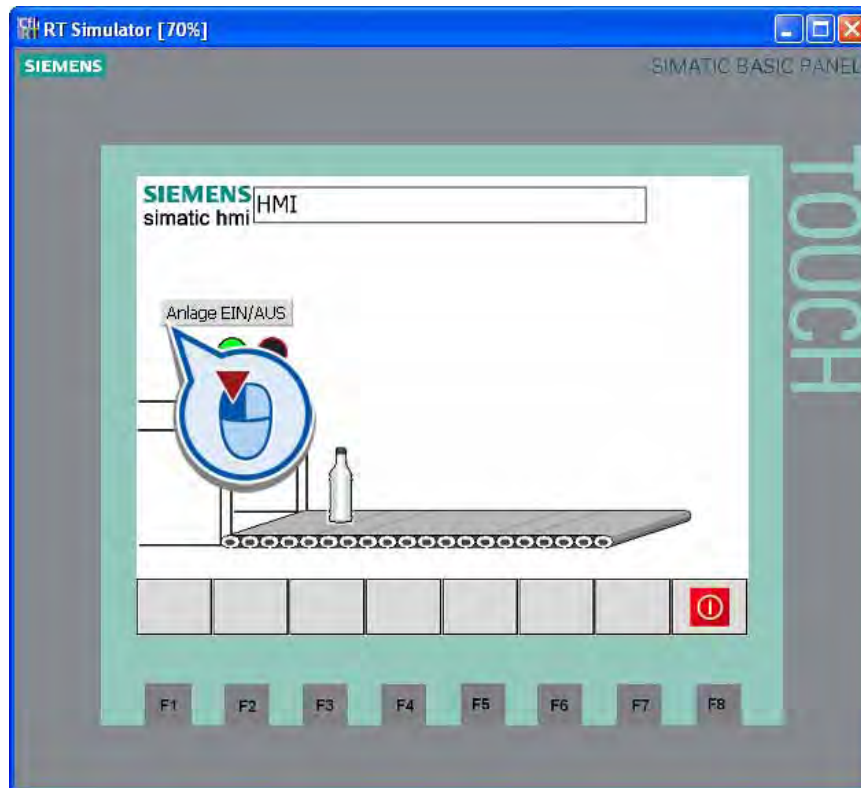 RT Simulator [70%]
SIEMENS
SIMATIC BASIC PANEL
TOUCH
SIEMENS
simatic hmi
HMI
Anlage EIN/AUS
F1 F2 F3 F4 F5 F6 F7 F8